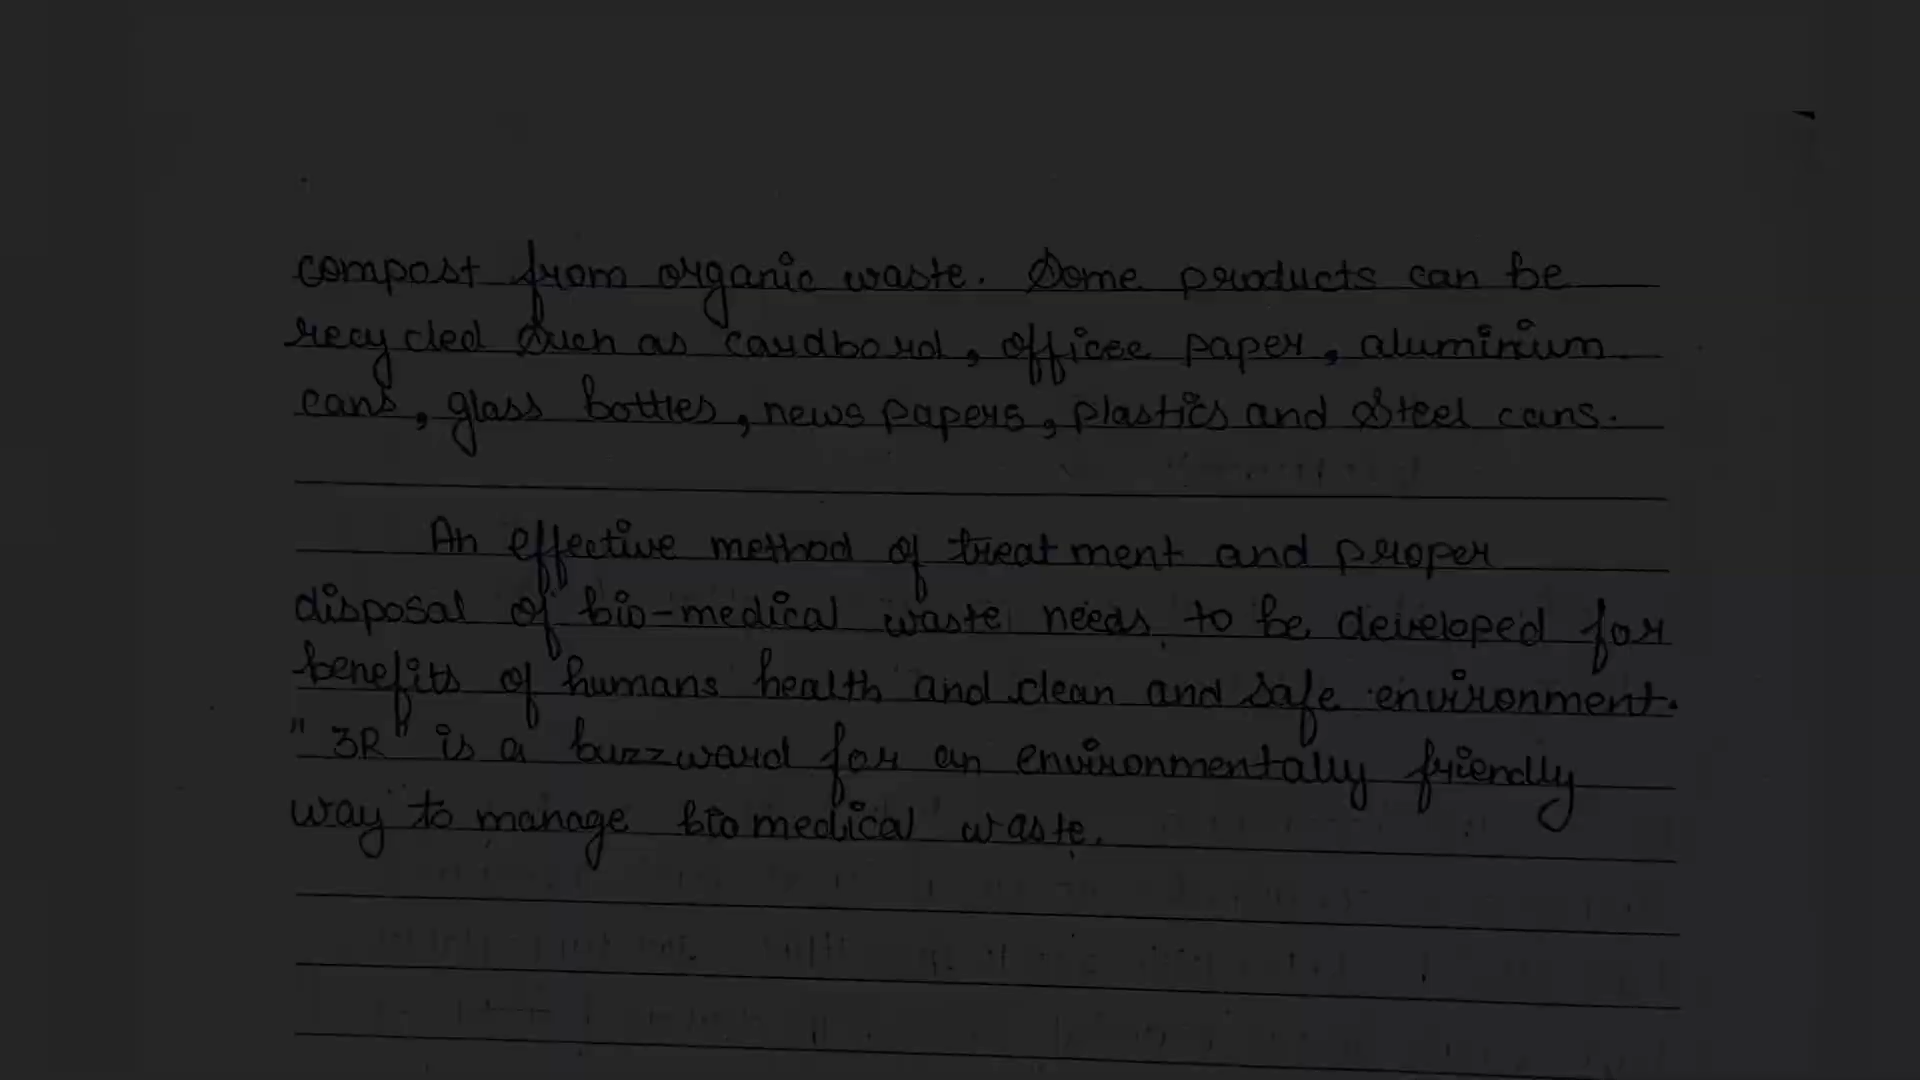 compost from organic waste. Some products can be
recycled such as cardbord, officee paper, aluminium
cans, glass bottles, news papers, plastics and steel cans.
An effective method of treatment and proper
disposal of bio-medical waste needs to be developed for
benefits of humans health and clean and safe environment.
"3R" is a buzzward for an environmentally friendly
way to manage bio medical waste.